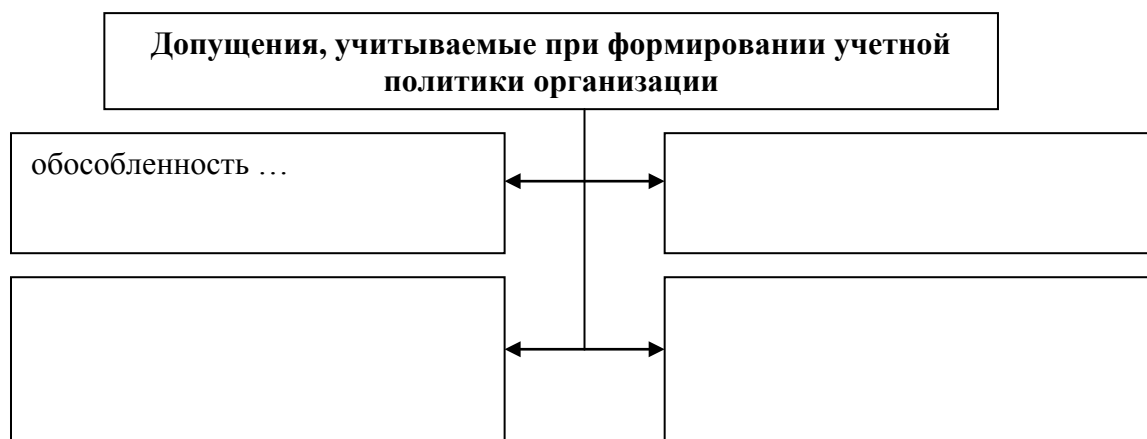 Допущения, учитываемые при формировании учетной
политики организации
обособленность …